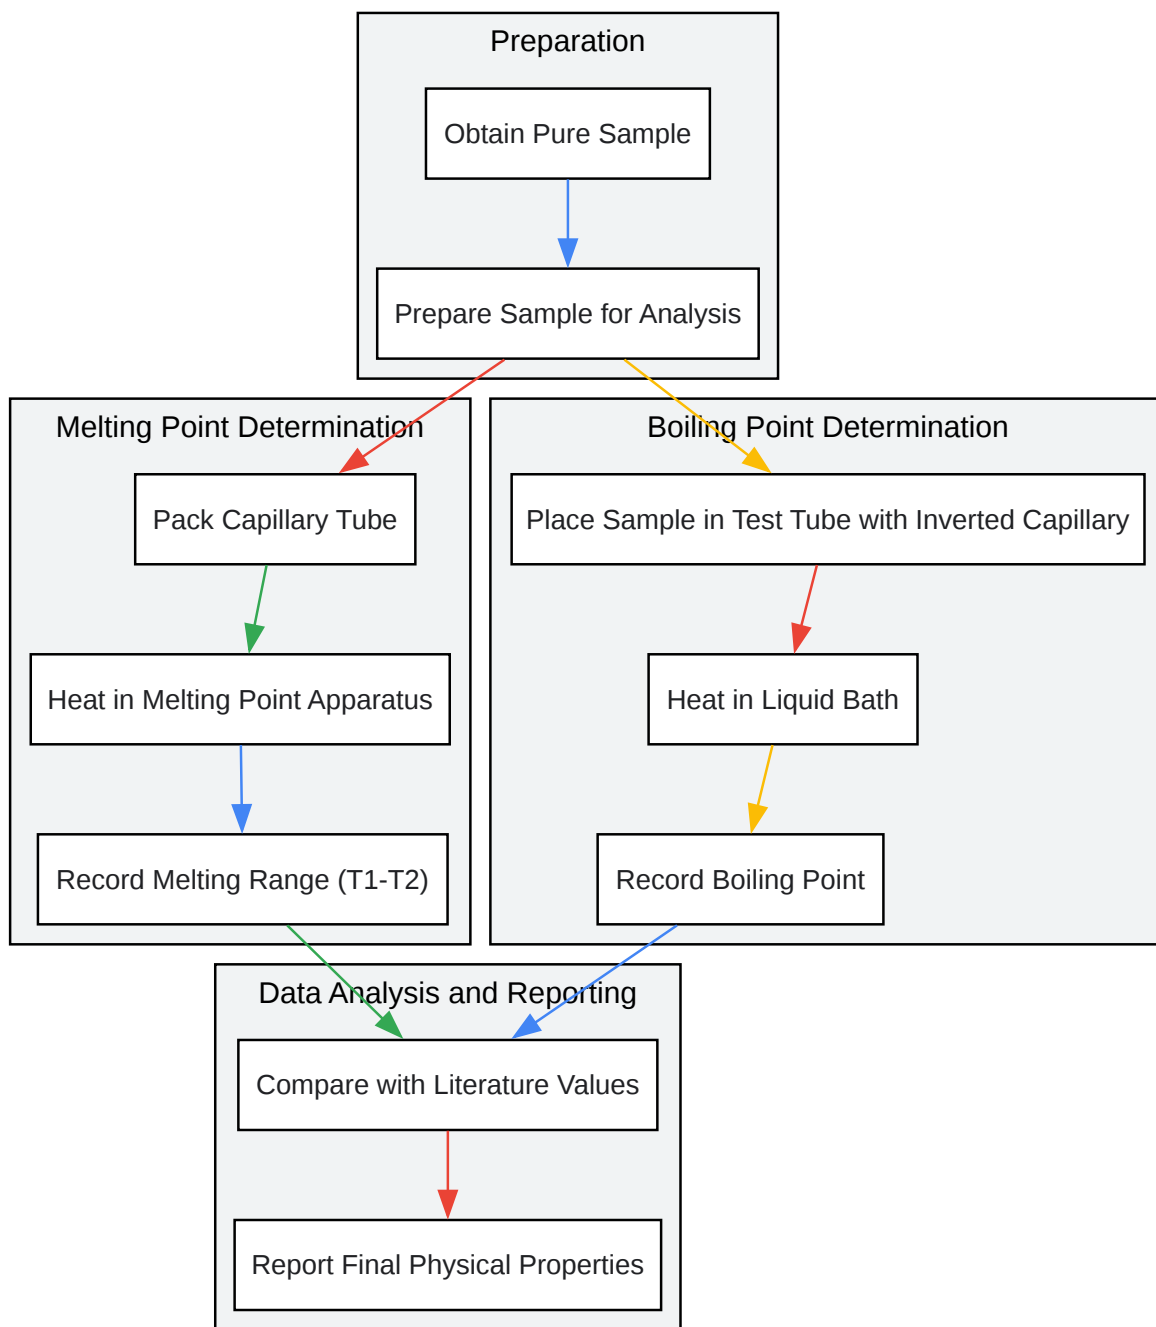 Preparation
Obtain Pure Sample
Prepare Sample for Analysis
Melting Point Determination
Pack Capillary Tube
Heat in Melting Point Apparatus
Record Melting Range (T1-T2)
Boiling Point Determination
Place Sample in Test Tube with Inverted Capillary
Heat in Liquid Bath
Record Boiling Point
Data Analysis and Reporting
Compare with Literature Values
Report Final Physical Properties